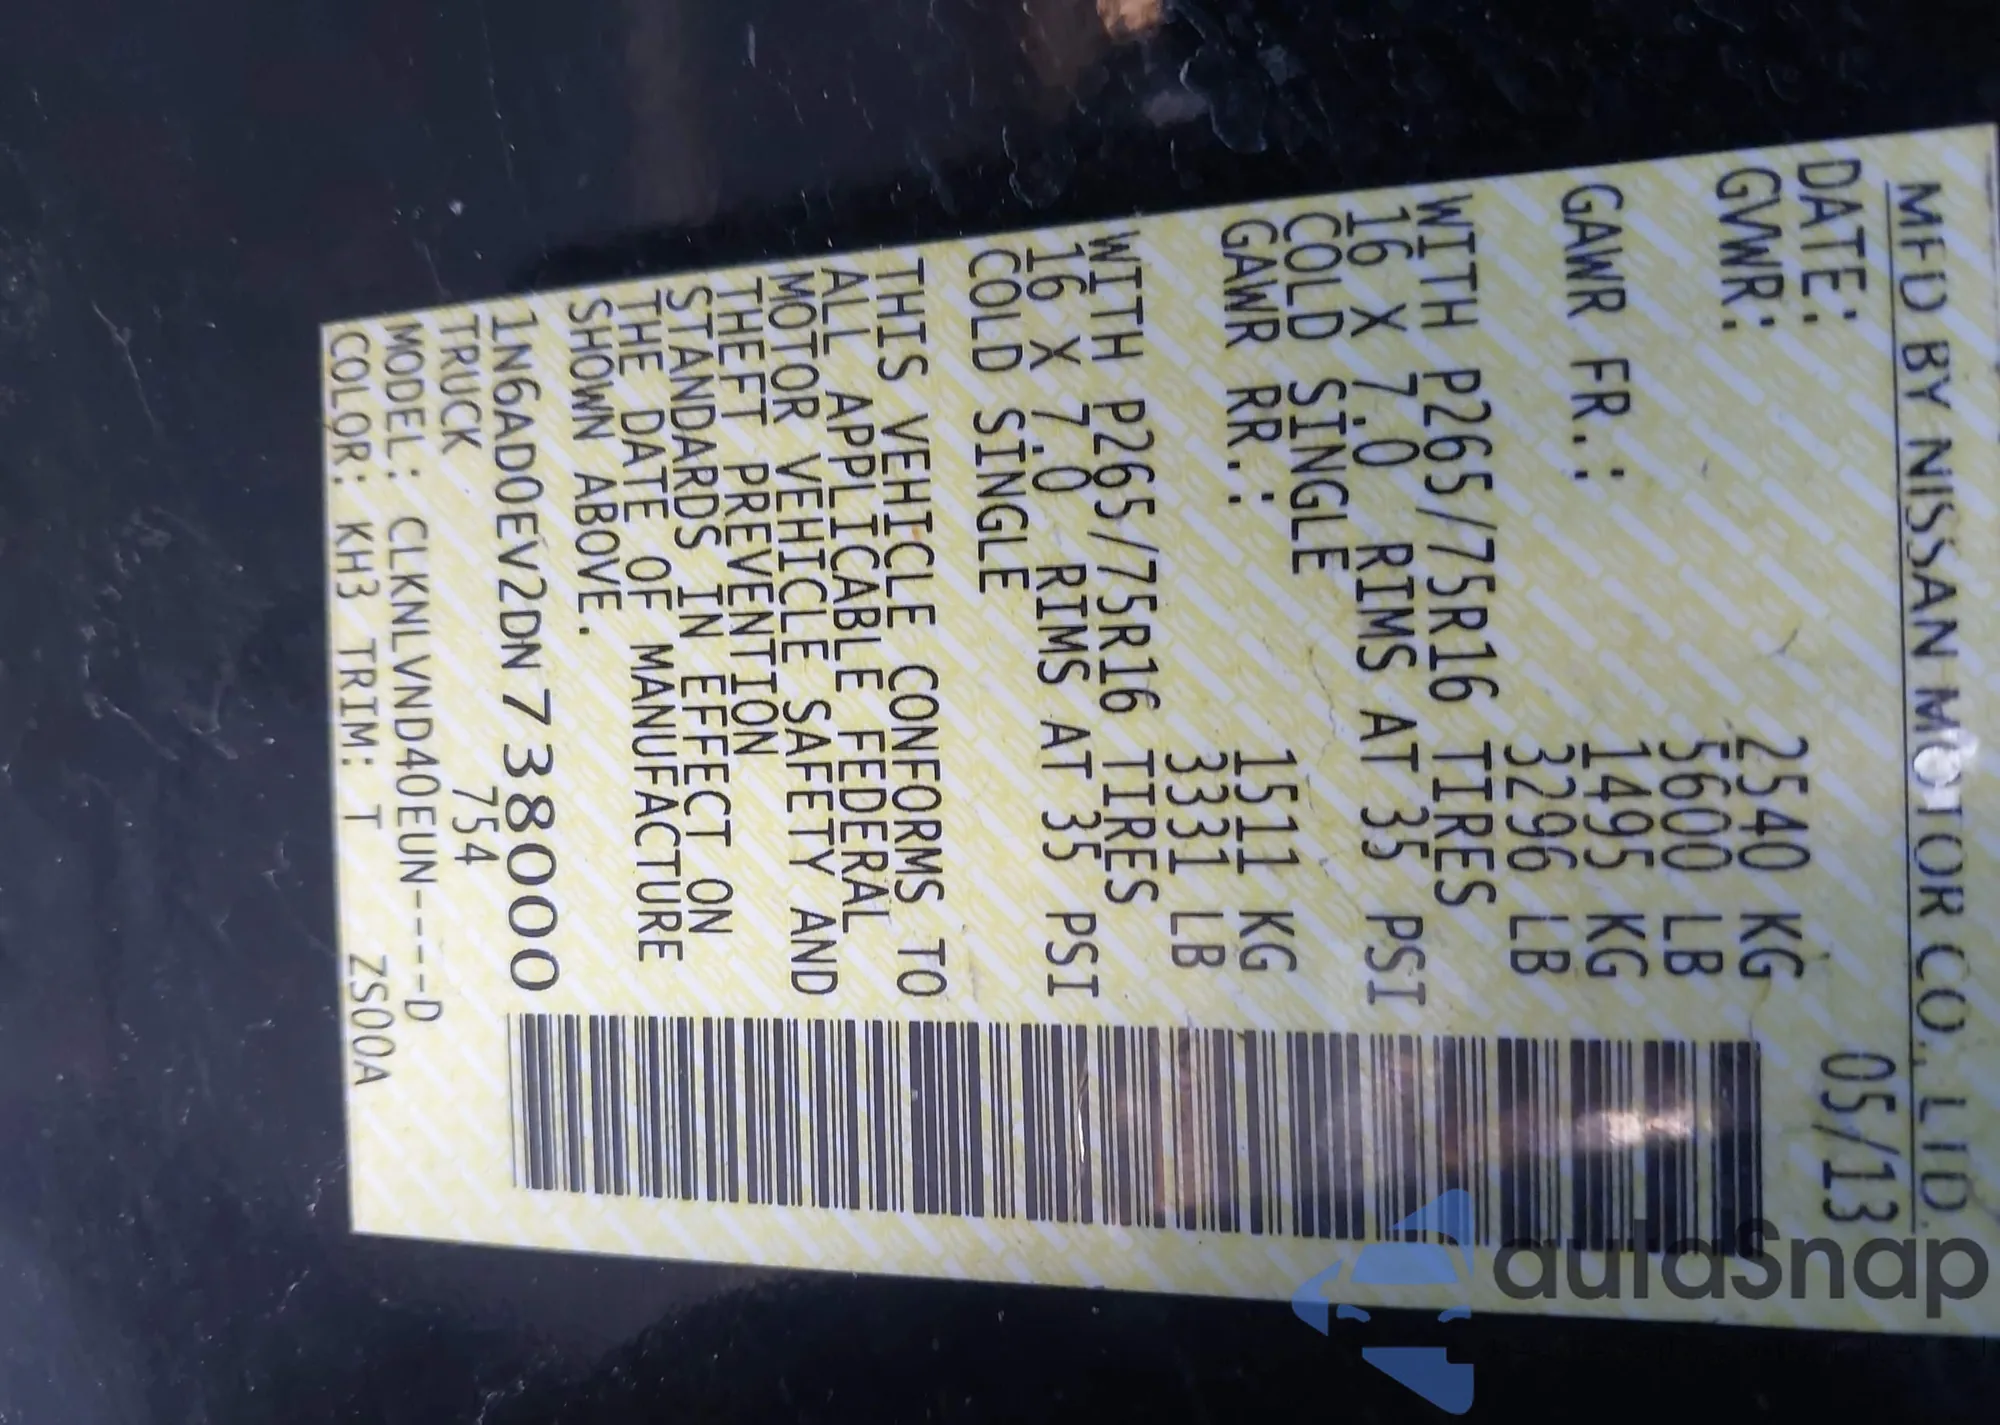 MFD BY NISSAN MOTOR CO., LTD.
DATE: 05/13
GVWR: 2540 KG
5600 LB
GAWR FR.: 1495 KG
3296 LB
WITH P265/75R16 TIRES
16 X 7.0 RIMS AT 35 PSI
COLD SINGLE
GAWR RR.: 1511 KG
3331 LB
WITH P265/75R16 TIRES
16 X 7.0 RIMS AT 35 PSI
COLD SINGLE
THIS VEHICLE CONFORMS TO
ALL APPLICABLE FEDERAL
MOTOR VEHICLE SAFETY AND
THEFT PREVENTION
STANDARDS IN EFFECT ON
THE DATE OF MANUFACTURE
SHOWN ABOVE.
1N6AD0EV2DN738000
TRUCK 754
MODEL: CLKNLVND40EUN----D
COLOR: KH3 TRIM: T ZS00A
autaSnap